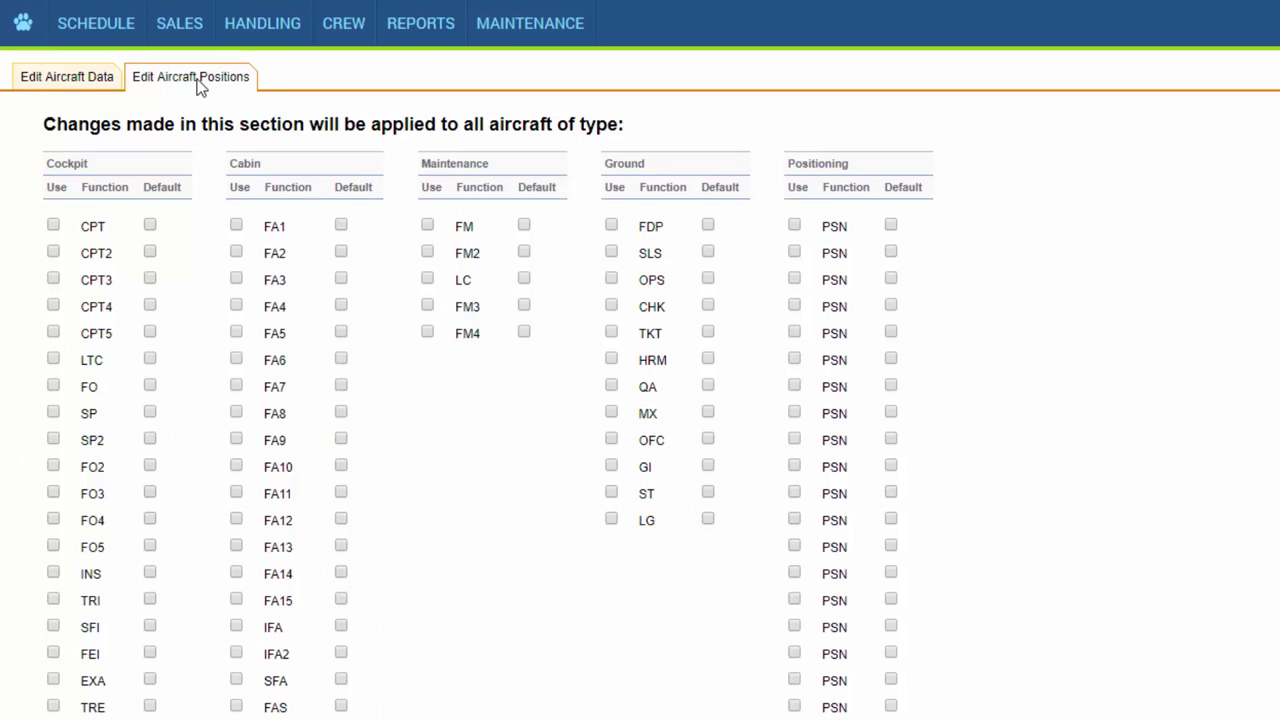 SCHEDULE SALES HANDLING CREW REPORTS MAINTENANCE
Edit Aircraft Data Edit Aircraft Positions
Changes made in this section will be applied to all aircraft of type:
Cockpit Cabin Maintenance Ground Positioning
Use Function Default Use Function Default Use Function Default Use Function Default Use Function Default
CPT FA1 FM FDP PSN
CPT2 FA2 FM2 SLS PSN
CPT3 FA3 LC OPS PSN
CPT4 FA4 FM3 CHK PSN
CPT5 FA5 FM4 TKT PSN
LTC FA6 HRM PSN
FO FA7 QA PSN
SP FA8 MX PSN
SP2 FA9 OFC PSN
FO2 FA10 GI PSN
FO3 FA11 ST PSN
FO4 FA12 LG PSN
FO5 FA13 PSN
INS FA14 PSN
TRI FA15 PSN
SFI IFA PSN
FEI IFA2 PSN
EXA SFA PSN
TRE FAS PSN